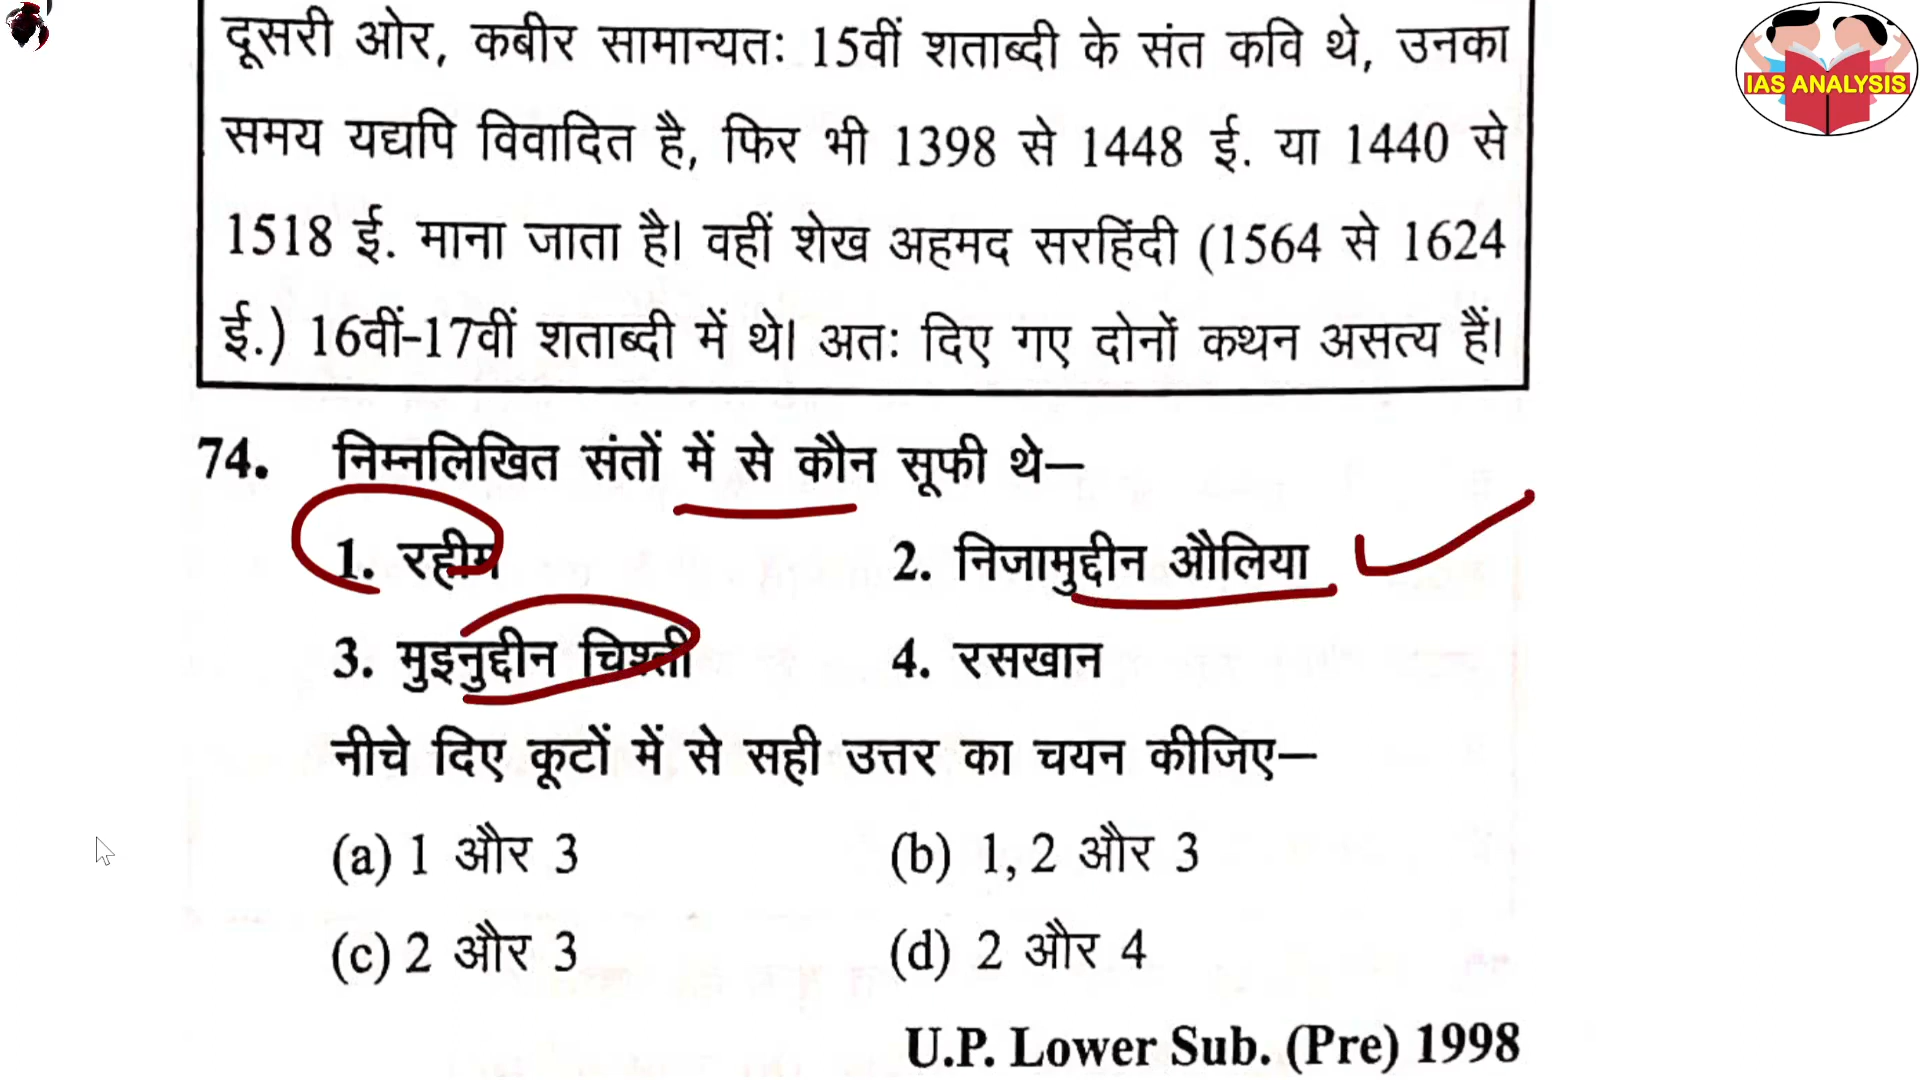 दूसरी ओर, कबीर सामान्यतः 15वीं शताब्दी के संत कवि थे, उनका
समय यद्यपि विवादित है, फिर भी 1398 से 1448 ई. या 1440 से
1518 ई. माना जाता है। वहीं शेख अहमद सरहिंदी (1564 से 1624
ई.) 16वीं-17वीं शताब्दी में थे। अतः दिए गए दोनों कथन असत्य हैं।
IAS ANALYSIS
74. निम्नलिखित संतों में से कौन सूफी थे–
1. रहीम 2. निजामुद्दीन औलिया
3. मुइनुद्दीन चिश्ती 4. रसखान
नीचे दिए कूटों में से सही उत्तर का चयन कीजिए–
(a) 1 और 3 (b) 1, 2 और 3
(c) 2 और 3 (d) 2 और 4
U.P. Lower Sub. (Pre) 1998